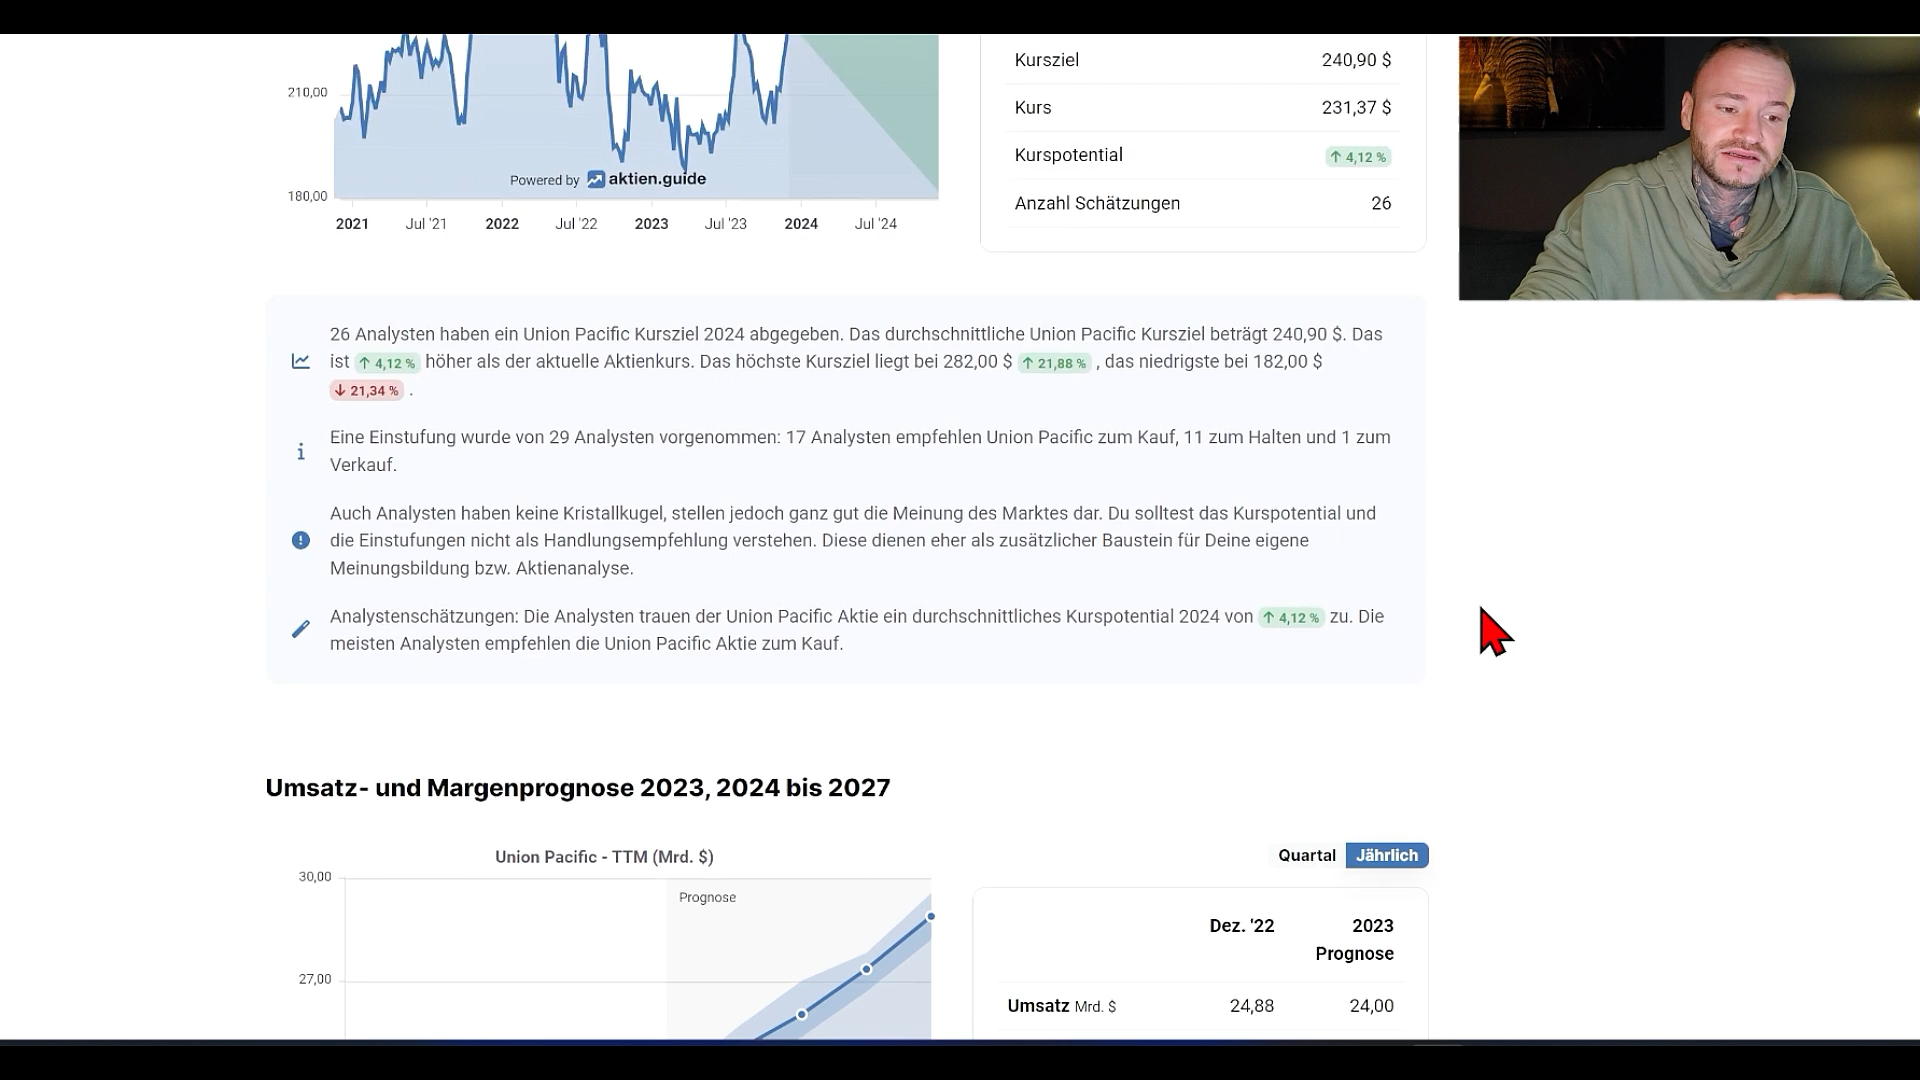 Kursziel 240,90 $
210,00
Kurs 231,37 $
Kurspotential ↑ 4,12 %
Powered by aktien.guide
180,00
Anzahl Schätzungen 26
2021 Jul '21 2022 Jul '22 2023 Jul '23 2024 Jul '24
26 Analysten haben ein Union Pacific Kursziel 2024 abgegeben. Das durchschnittliche Union Pacific Kursziel beträgt 240,90 $. Das
ist ↑ 4,12 % höher als der aktuelle Aktienkurs. Das höchste Kursziel liegt bei 282,00 $ ↑ 21,88 % , das niedrigste bei 182,00 $
↓ 21,34 % .
Eine Einstufung wurde von 29 Analysten vorgenommen: 17 Analysten empfehlen Union Pacific zum Kauf, 11 zum Halten und 1 zum
Verkauf.
Auch Analysten haben keine Kristallkugel, stellen jedoch ganz gut die Meinung des Marktes dar. Du solltest das Kurspotential und
die Einstufungen nicht als Handlungsempfehlung verstehen. Diese dienen eher als zusätzlicher Baustein für Deine eigene
Meinungsbildung bzw. Aktienanalyse.
Analystenschätzungen: Die Analysten trauen der Union Pacific Aktie ein durchschnittliches Kurspotential 2024 von ↑ 4,12 % zu. Die
meisten Analysten empfehlen die Union Pacific Aktie zum Kauf.
Umsatz- und Margenprognose 2023, 2024 bis 2027
Union Pacific - TTM (Mrd. $)
Quartal Jährlich
30,00
Prognose
27,00
Dez. '22 2023
Prognose
Umsatz Mrd. $ 24,88 24,00